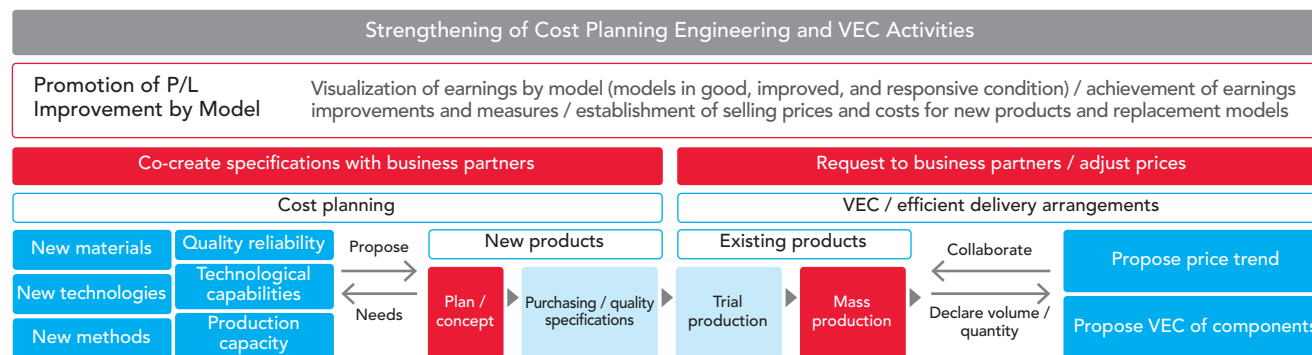 Strengthening of Cost Planning Engineering and VEC Activities
Promotion of P/L
Improvement by Model
Visualization of earnings by model (models in good, improved, and responsive condition) / achievement of earnings
improvements and measures / establishment of selling prices and costs for new products and replacement models
Co-create specifications with business partners
Request to business partners / adjust prices
Cost planning
VEC / efficient delivery arrangements
New materials
New technologies
New methods
Quality reliability
Technological
capabilities
Production
capacity
Propose
Needs
New products
Plan /
concept
Purchasing / quality
specifications
Existing products
Trial
production
Mass
production
Collaborate
Declare volume /
quantity
Propose price trend
Propose VEC of components